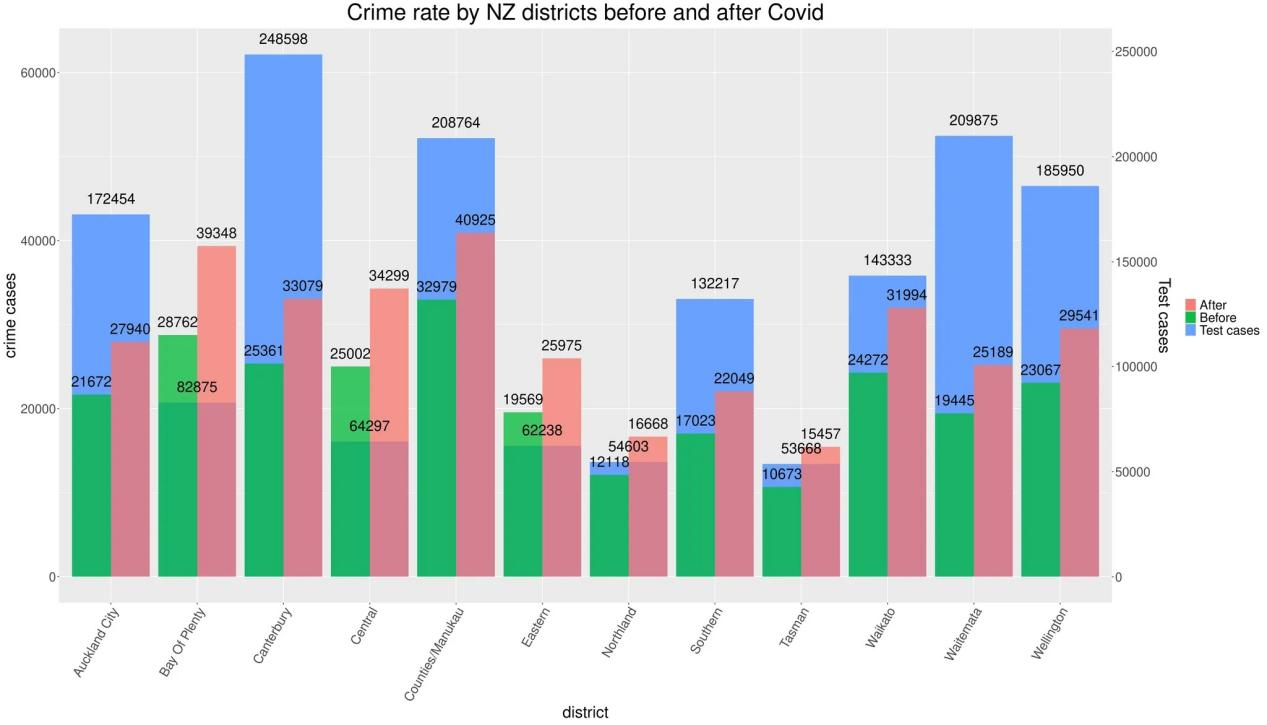 Crime rate by NZ districts before and after Covid
248598
250000
60000
208764
209875
200000
185950
172454
40925
39348
40000
143333
150000
34299
33079
32979
132217
31994
29541
28762
27940
25361
25002
25975
24272
25189
23067
100000
21672
82875
19569
22049
19445
20000
64297
62238
17023
16668
54603
12118
15457
53668
10673
50000
0
0
crime cases
Test cases
After
Before
Test cases
Auckland City
Bay Of Plenty
Canterbury
Central
Counties/Manukau
Eastern
Northland
Southern
Tasman
Waikato
Waitemata
Wellington
district